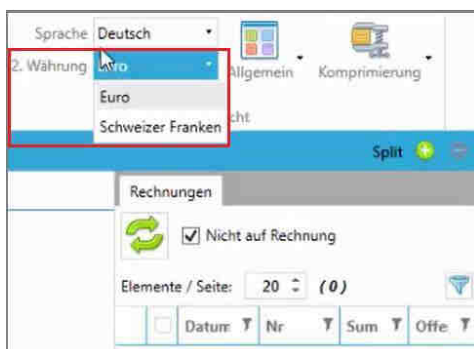 Sprache Deutsch
2. Währung Euro
Allgemein Komprimierung
Euro
Schweizer Franken
cht
Split
Rechnungen
Nicht auf Rechnung
Elemente / Seite: 20 ( 0 )
Datum Nr Sum Offe